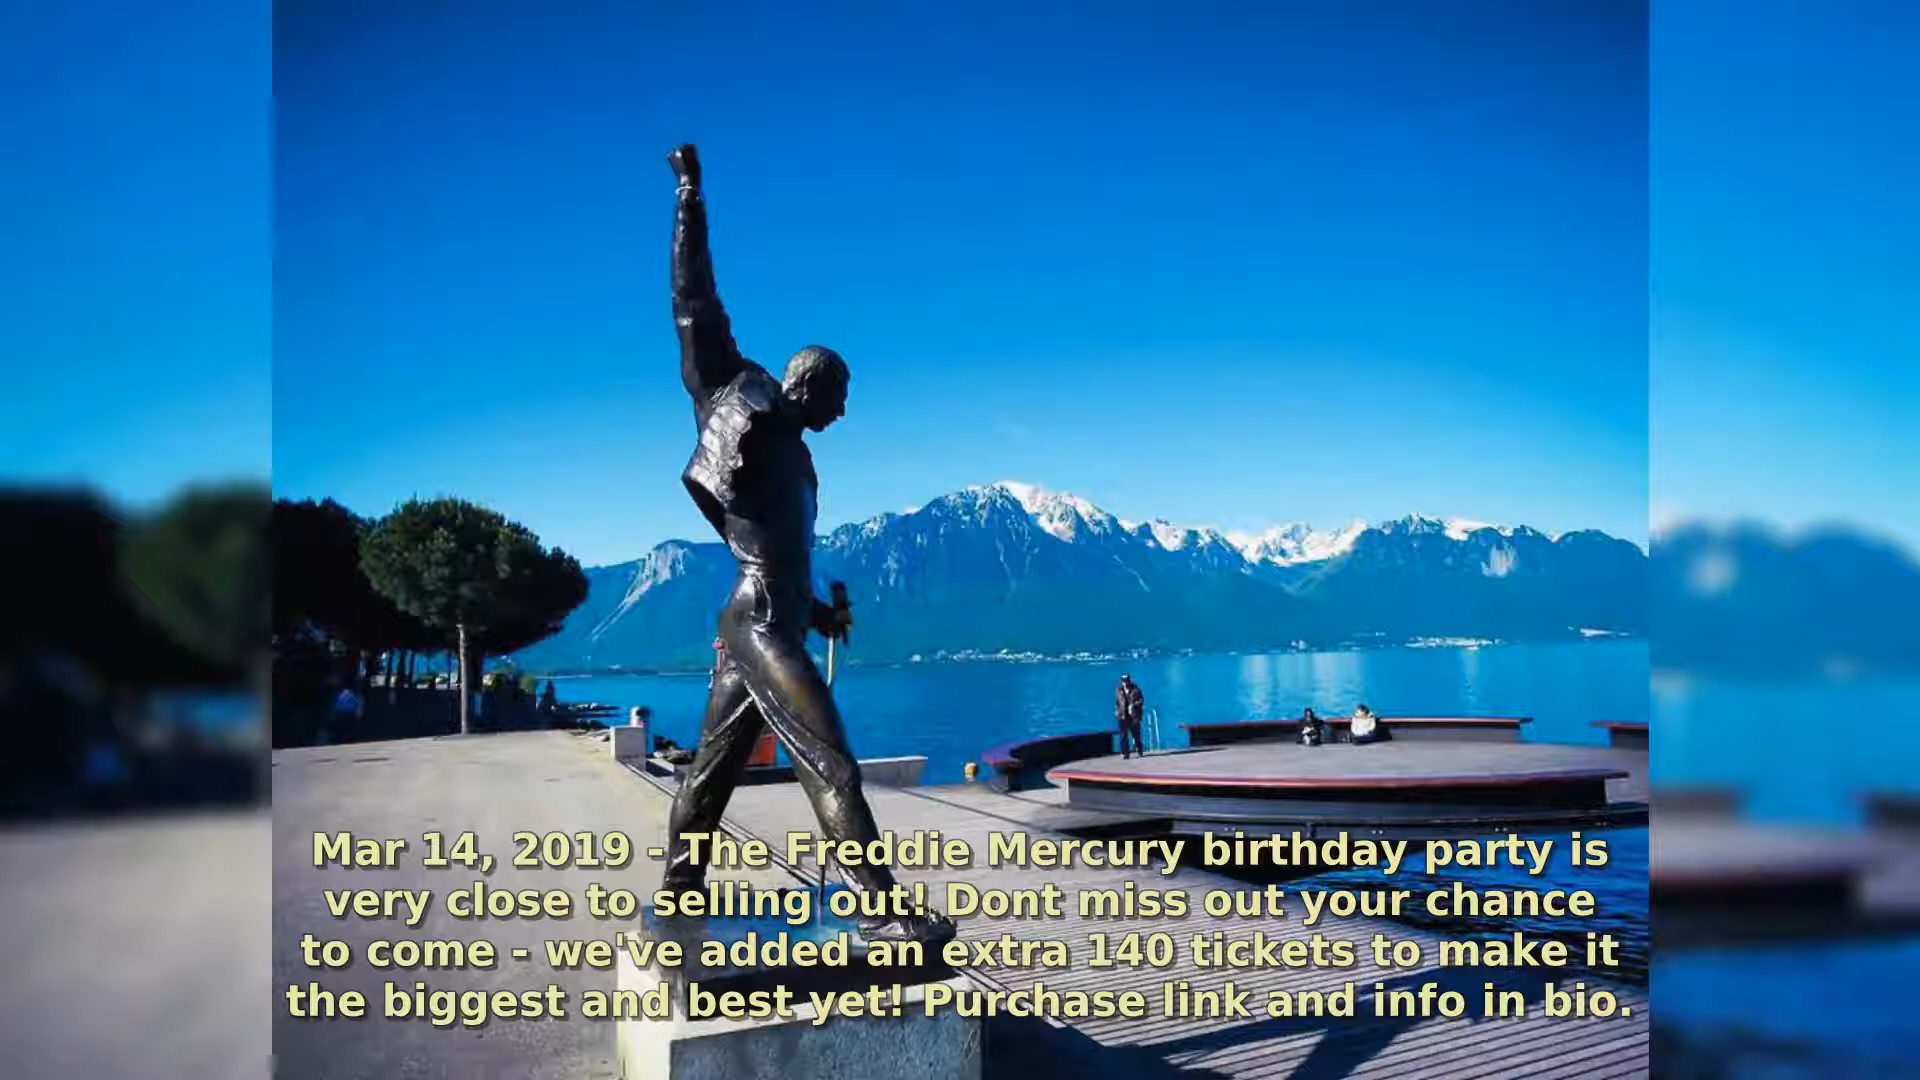 Mar 14, 2019 - The Freddie Mercury birthday party is
very close to selling out! Dont miss out your chance
to come - we've added an extra 140 tickets to make it
the biggest and best yet! Purchase link and info in bio.